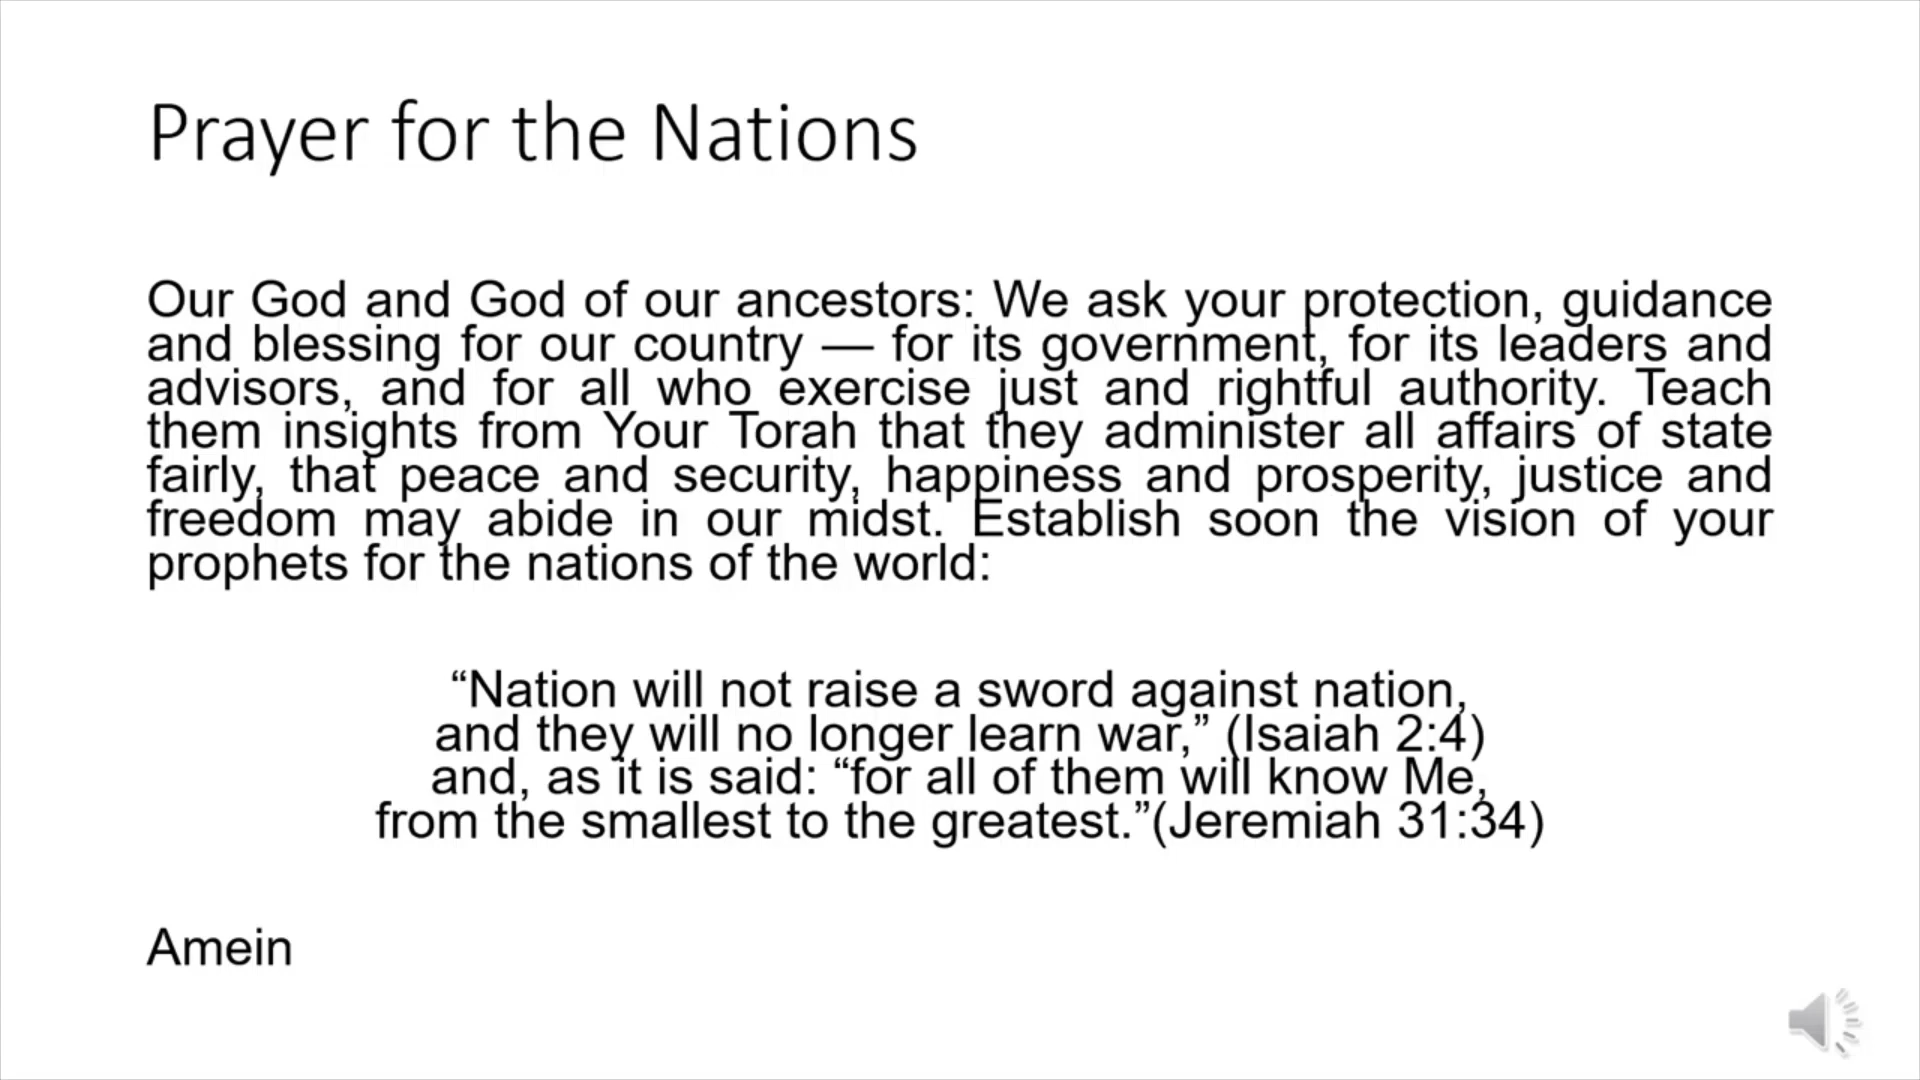 Prayer for the Nations
Our God and God of our ancestors: We ask your protection, guidance
and blessing for our country — for its government, for its leaders and
advisors, and for all who exercise just and rightful authority. Teach
them insights from Your Torah that they administer all affairs of state
fairly, that peace and security, happiness and prosperity, justice and
freedom may abide in our midst. Establish soon the vision of your
prophets for the nations of the world:
“Nation will not raise a sword against nation,
and they will no longer learn war,” (Isaiah 2:4)
and, as it is said: “for all of them will know Me,
from the smallest to the greatest.”(Jeremiah 31:34)
Amein